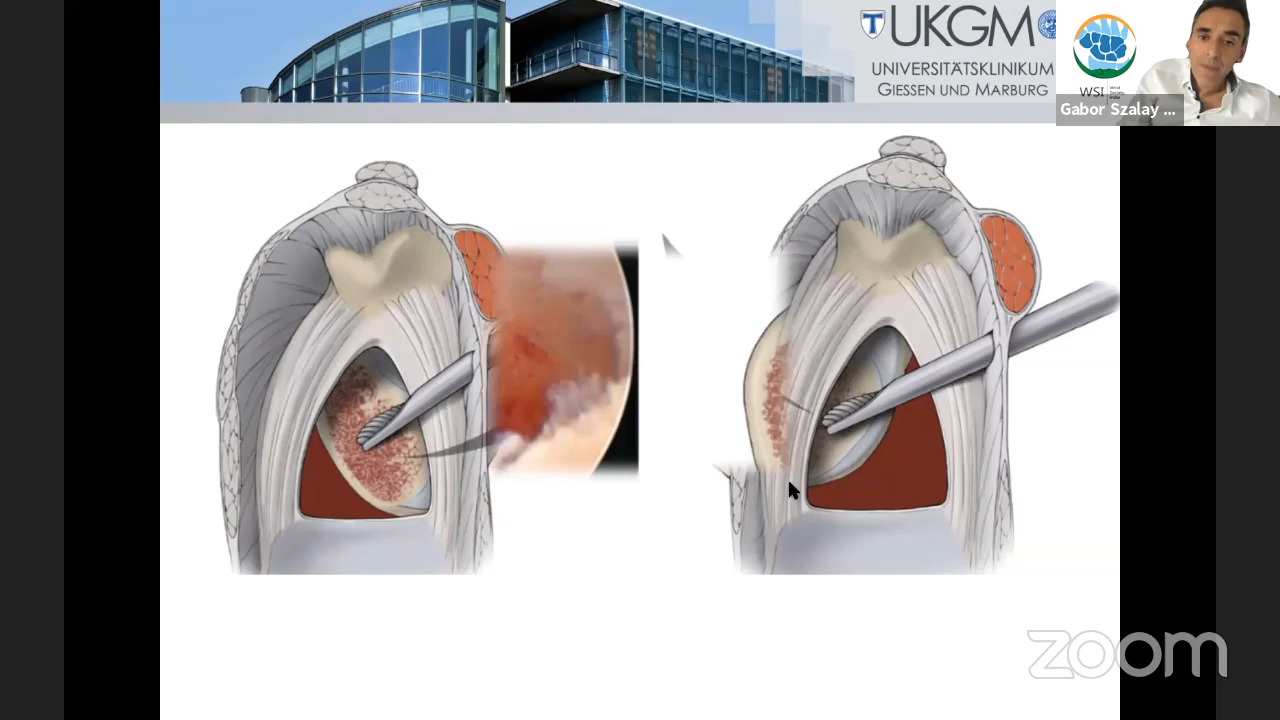 UKGM
UNIVERSITÄTSKLINIKUM
GIESSEN UND MARBURG
WSI
Gabor Szalay ...
zoom